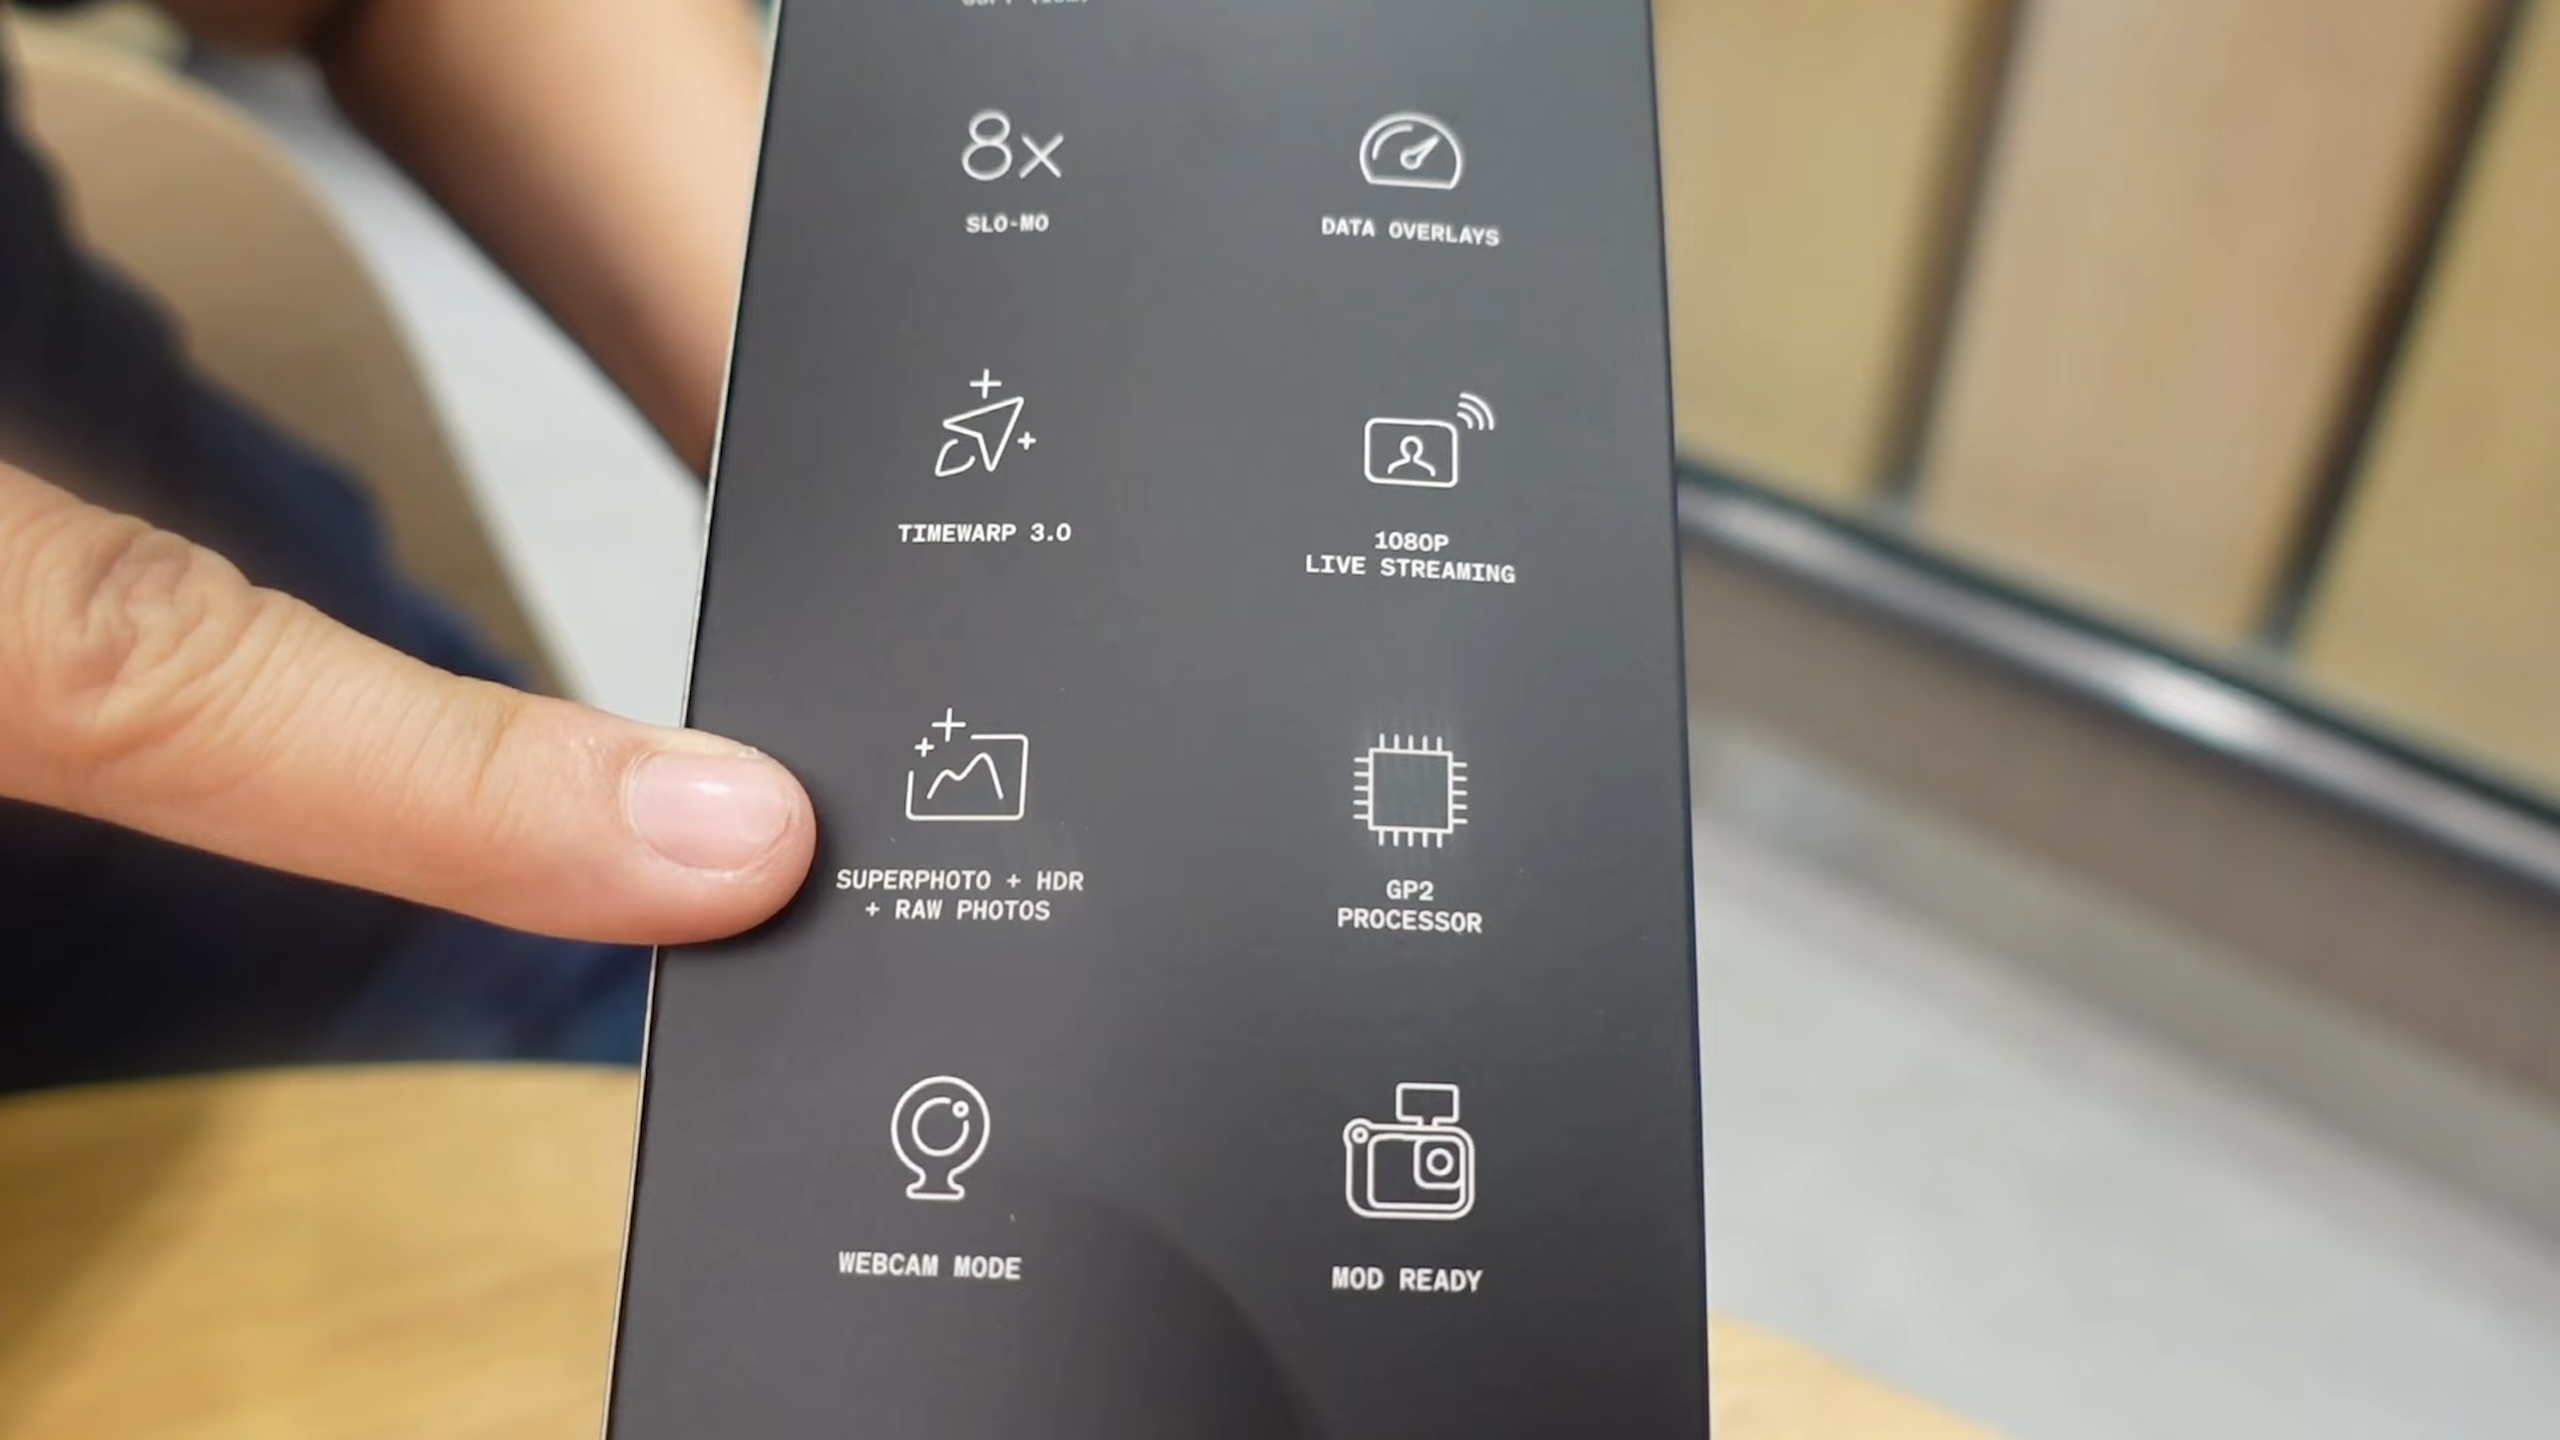 8x
SLO-MO
DATA OVERLAYS
TIMEWARP 3.0
1080P
LIVE STREAMING
SUPERPHOTO + HDR
+ RAW PHOTOS
GP2
PROCESSOR
WEBCAM MODE
MOD READY